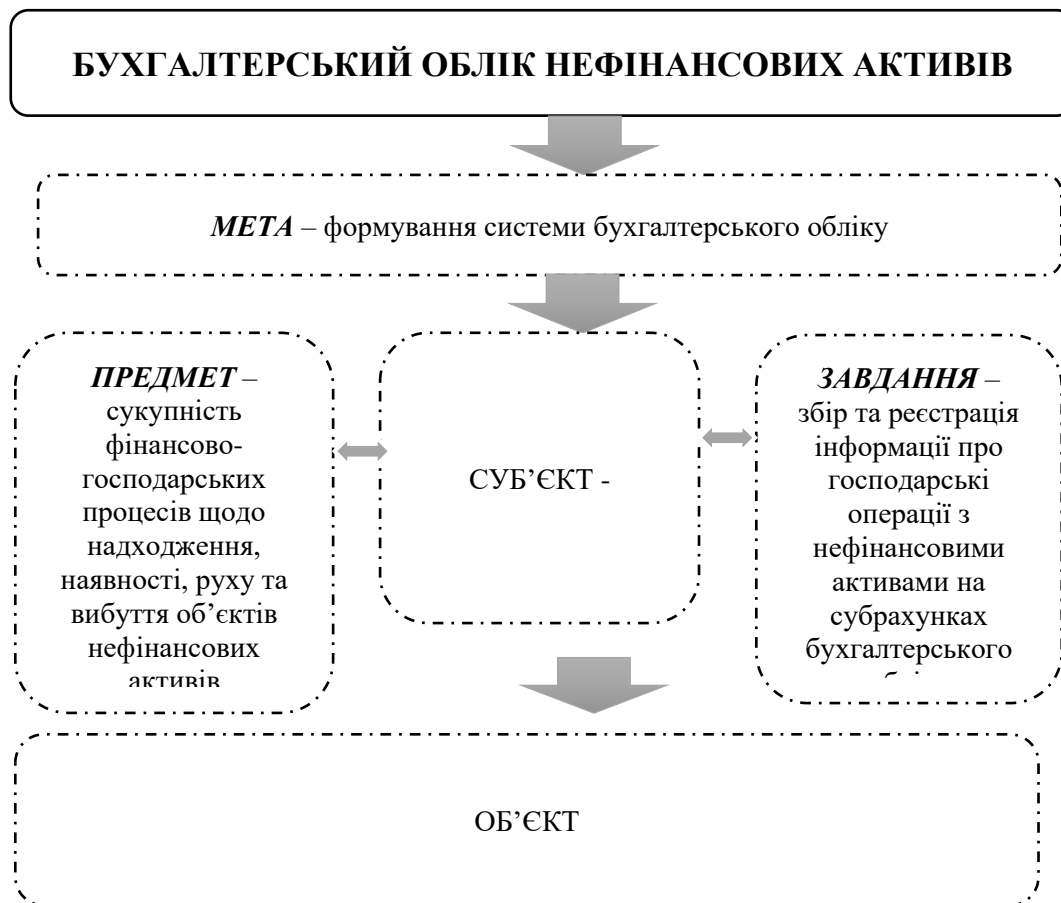 БУХГАЛТЕРСЬКИЙ ОБЛІК НЕФІНАНСОВИХ АКТИВІВ
МЕТА – формування системи бухгалтерського обліку
ПРЕДМЕТ –
сукупність
фінансово-
господарських
процесів щодо
надходження,
наявності, руху та
вибуття об’єктів
нефінансових
активів
СУБ’ЄКТ -
ЗАВДАННЯ –
збір та реєстрація
інформації про
господарські
операції з
нефінансовими
активами на
субрахунках
бухгалтерського
ОБ’ЄКТ